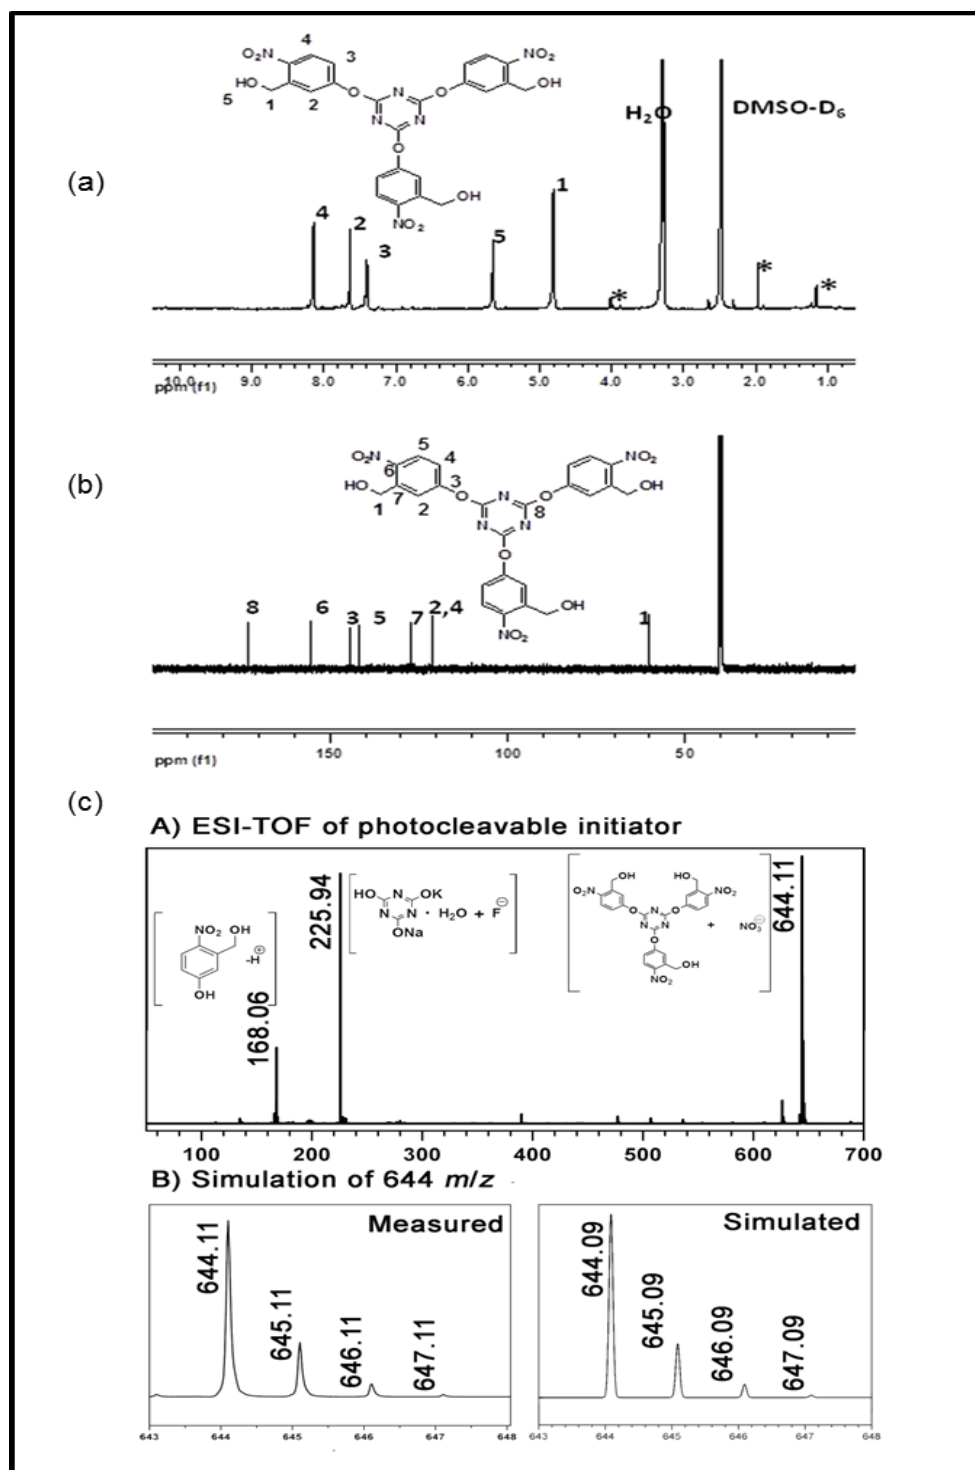 (a)
4
O₂N
3
HO
5
1
2
O
N
O
NO₂
OH
N
N
O
OH
NO₂
H₂O
DMSO-D₆
4
2
3
5
1
*
*
*
10.0 9.0 8.0 7.0 6.0 5.0 4.0 3.0 2.0 1.0
ppm (f1)
(b)
5
O₂N
6
4
HO
7
3
1
2
O
N
O
NO₂
OH
8
N
N
O
OH
NO₂
8
6
3
5
7
2,4
1
150 100 50
ppm (f1)
(c)
A) ESI-TOF of photocleavable initiator
NO₂
OH
-H⊕
OH
168.06
225.94
HO
N
OK
N
N
ONa
· H₂O + F⊖
OH
HO
O₂N
NO₂
O
N
O
N
N
O
+
NO₃⊖
OH
NO₂
644.11
100 200 300 400 500 600 700
B) Simulation of 644 m/z
Measured
644.11
645.11
646.11
647.11
643 644 645 646 647 648
Simulated
644.09
645.09
646.09
647.09
643 644 645 646 647 648